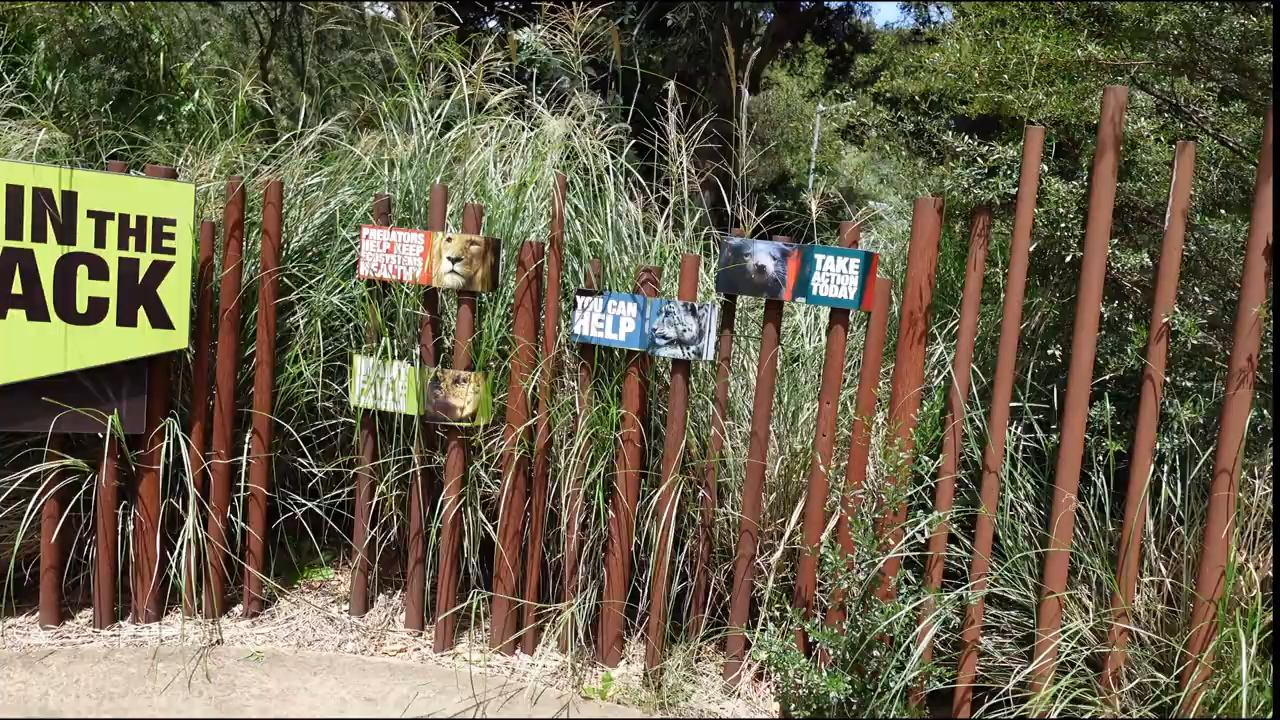 IN THE
ACK
PREDATORS
HELP KEEP
ECOSYSTEMS
HEALTHY
YOU CAN
HELP
TAKE
ACTION
TODAY